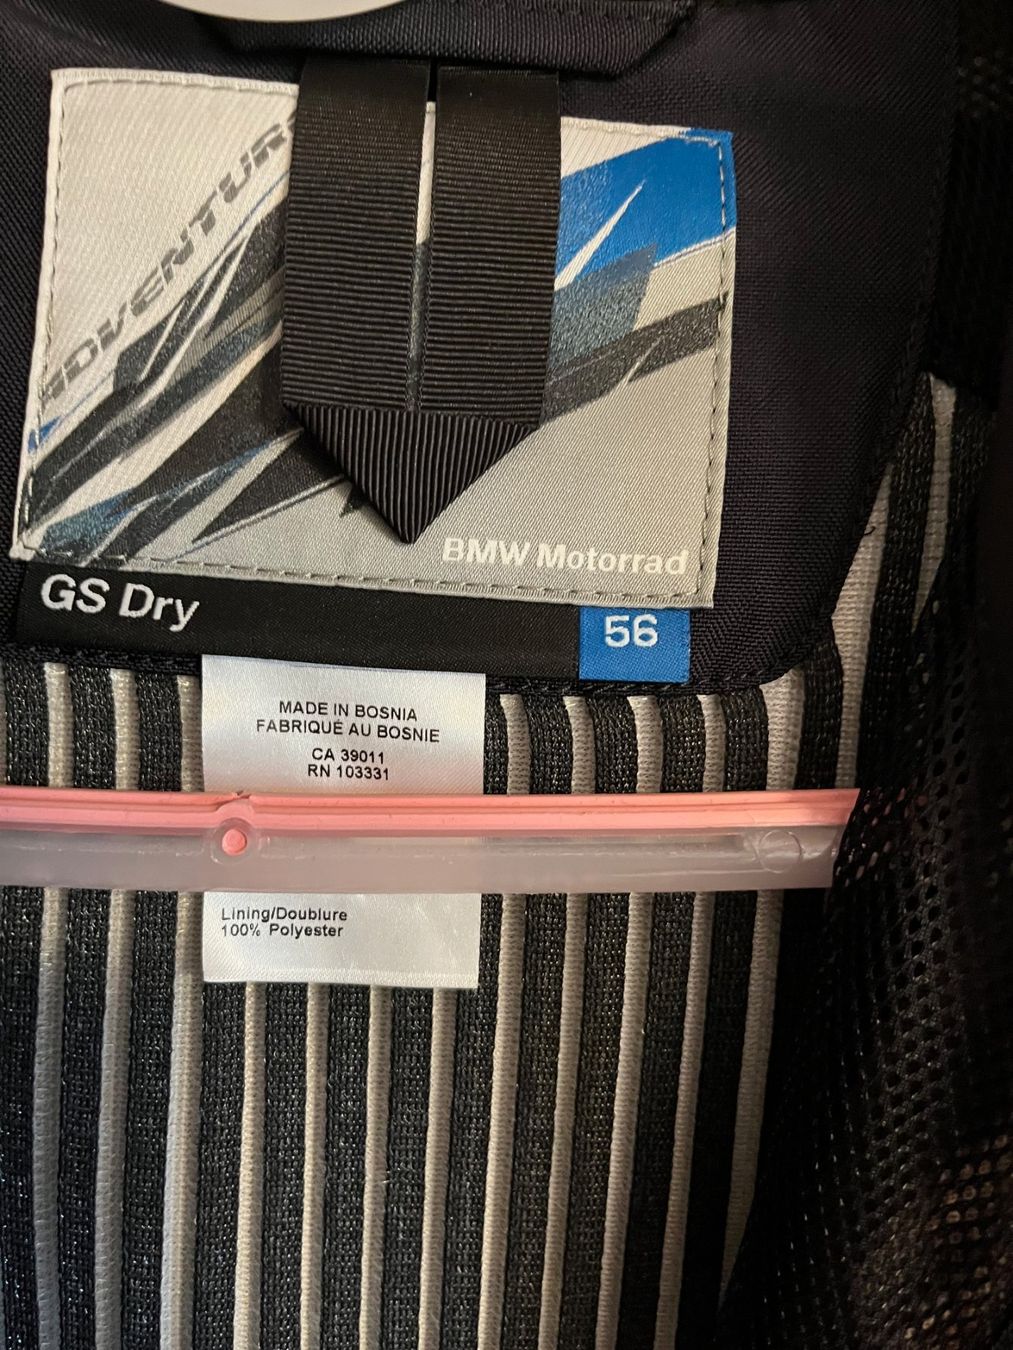 ADVENTUR
BMW Motorrad
GS Dry
56
MADE IN BOSNIA
FABRIQUÉ AU BOSNIE
CA 39011
RN 103331
Lining/Doublure
100% Polyester